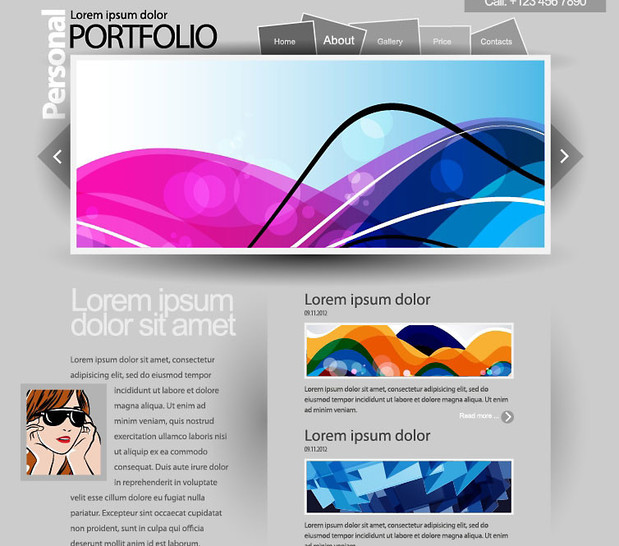 Call: +123 456 7890
Personal
Lorem ipsum dolor
PORTFOLIO
Home
About
Gallery
Price
Contacts
Lorem ipsum
dolor sit amet
Lorem ipsum dolor sit amet, consectetur
adipisicing elit, sed do eiusmod tempor
incididunt ut labore et dolore
magna aliqua. Ut enim ad
minim veniam, quis nostrud
exercitation ullamco laboris nisi
ut aliquip ex ea commodo
consequat. Duis aute irure dolor
in reprehenderit in voluptate
velit esse cillum dolore eu fugiat nulla
pariatur. Excepteur sint occaecat cupidatat
non proident, sunt in culpa qui officia
deserunt mollit anim id est laborum.
Lorem ipsum dolor
09.11.2012
Lorem ipsum dolor sit amet, consectetur adipisicing elit, sed do
eiusmod tempor incididunt ut labore et dolore magna aliqua. Ut enim
ad minim veniam.
Read more...
Lorem ipsum dolor
09.11.2012
Lorem ipsum dolor sit amet, consectetur adipisicing elit, sed do
eiusmod tempor incididunt ut labore et dolore magna aliqua. Ut enim